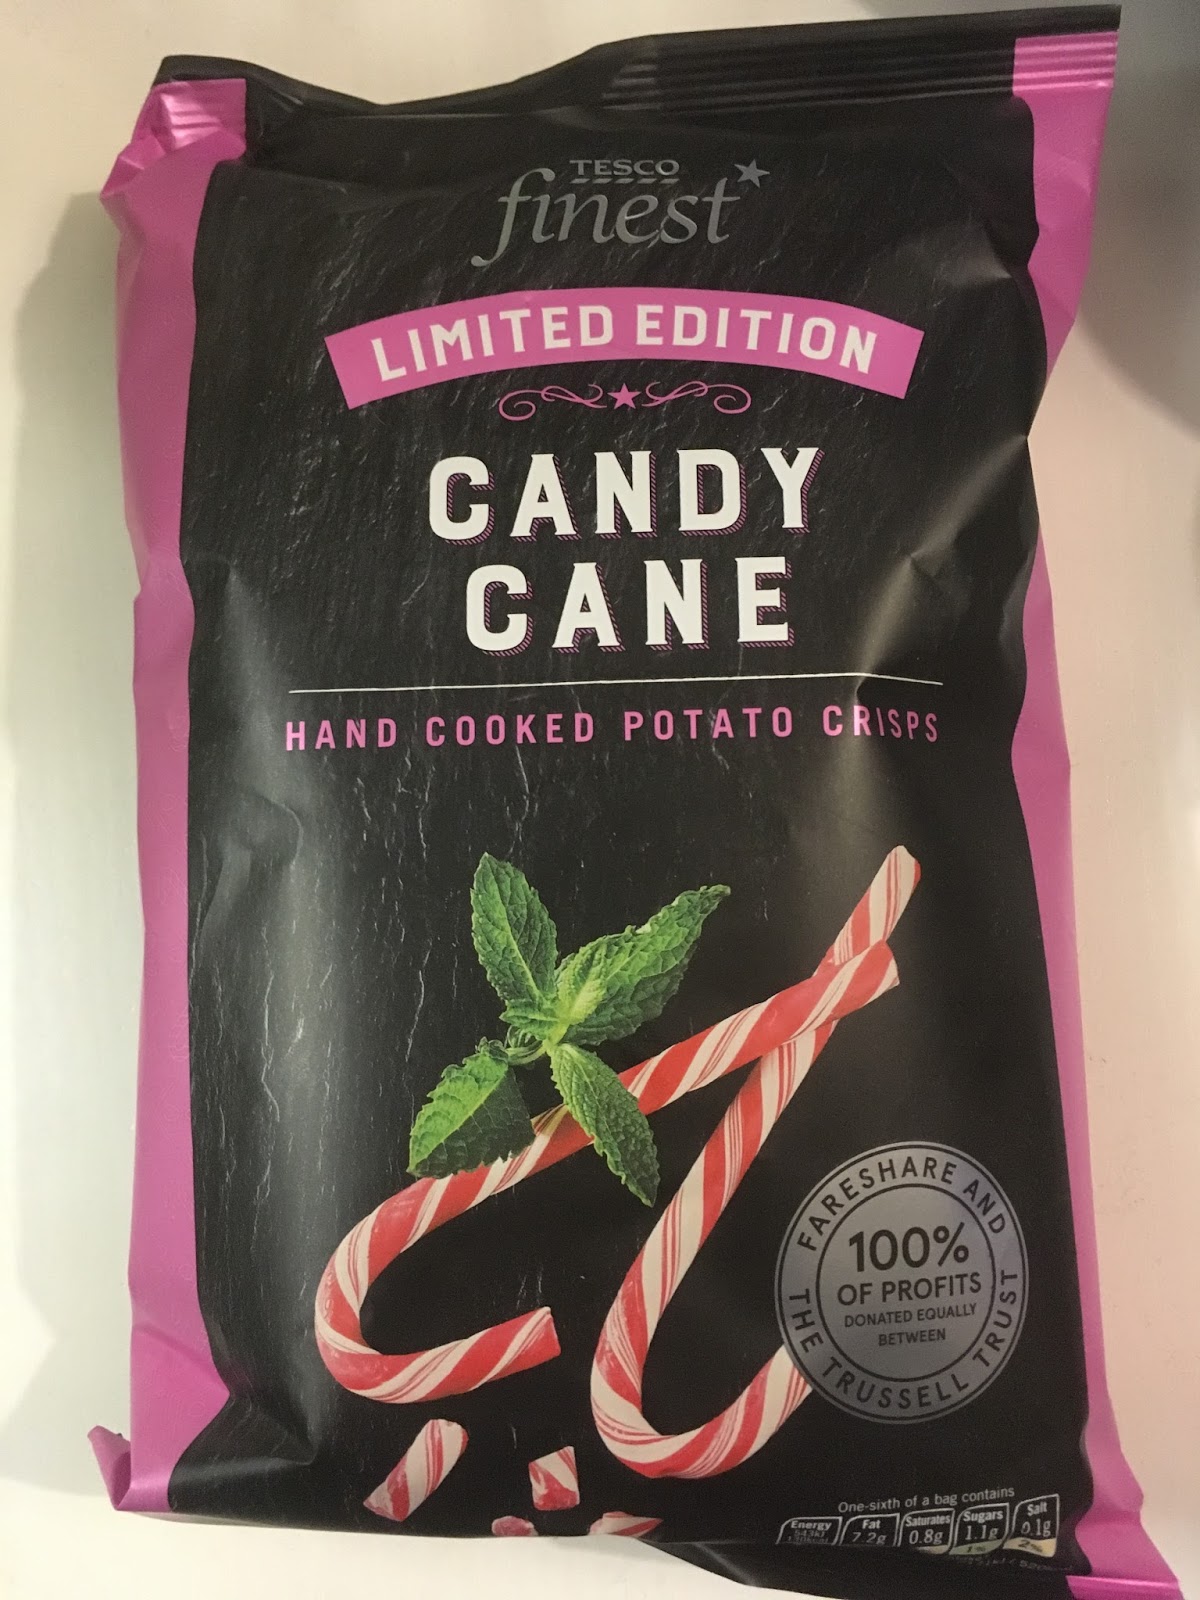 TESCO
finest
LIMITED EDITION
CANDY
CANE
HAND COOKED POTATO CRISPS
FARESHARE AND
100%
OF PROFITS
DONATED EQUALLY
BETWEEN
THE TRUSSELL TRUST
One-sixth of a bag contains
Energy Fat Saturates Sugars Salt
7.2g 0.8g 1.1g 0.1g
1% 2%